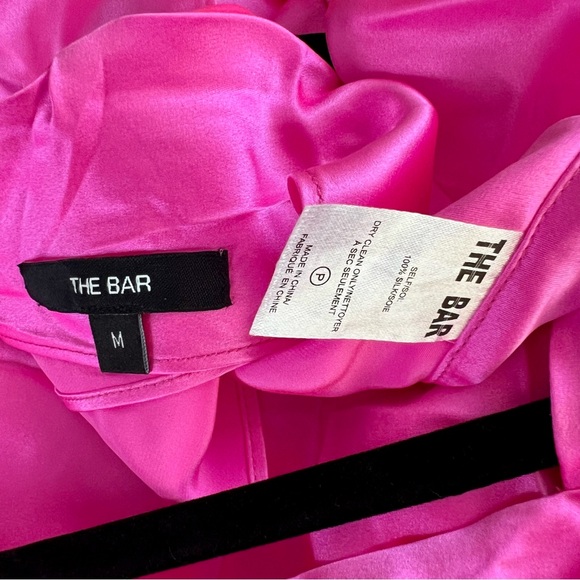 THE BAR
M
THE BAR
SELF/SOI:
100% SILK/SOIE
DRY CLEAN ONLY/NETTOYER
À SEC SEULEMENT
P
MADE IN CHINA/
FABRIQUE EN CHINE